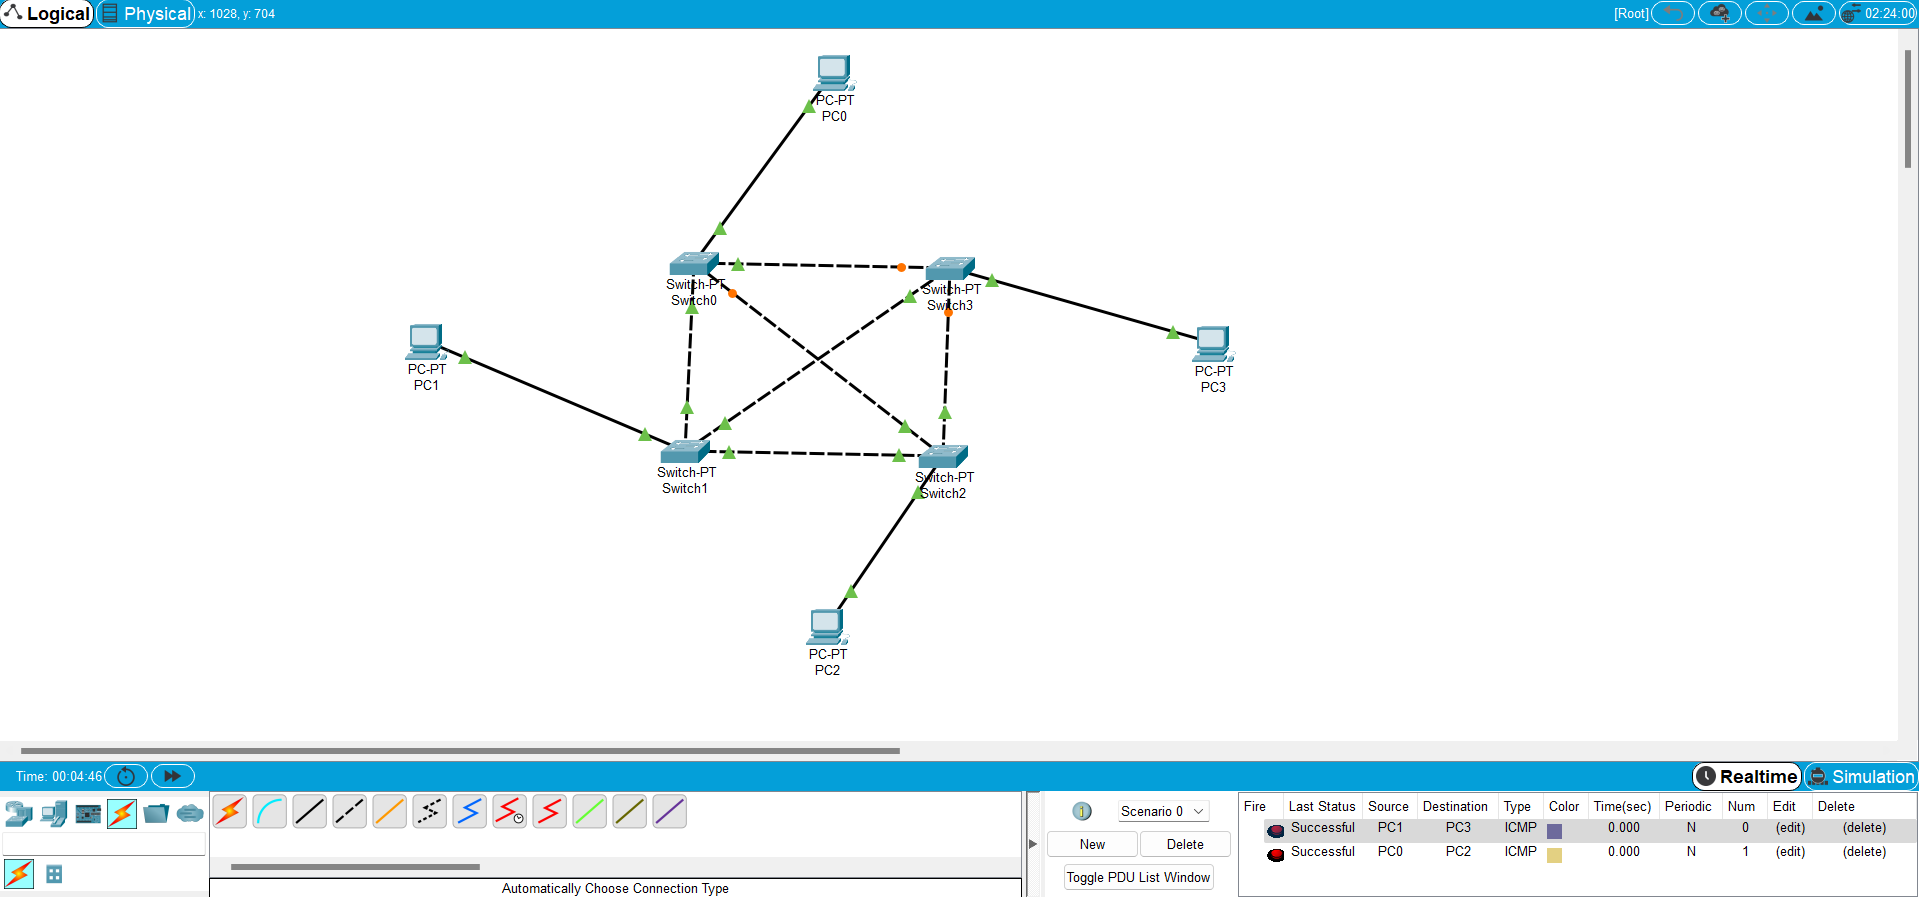 Logical Physical x: 1028, y: 704 [Root] 02:24:00
PC-PT
PC0
Switch-PT
Switch0
Switch-PT
Switch3
PC-PT
PC1
PC-PT
PC3
Switch-PT
Switch1
Switch-PT
Switch2
PC-PT
PC2
Time: 00:04:46 Realtime Simulation
Scenario 0
New Delete
Toggle PDU List Window
Fire Last Status Source Destination Type Color Time(sec) Periodic Num Edit Delete
Successful PC1 PC3 ICMP 0.000 N 0 (edit) (delete)
Successful PC0 PC2 ICMP 0.000 N 1 (edit) (delete)
Automatically Choose Connection Type